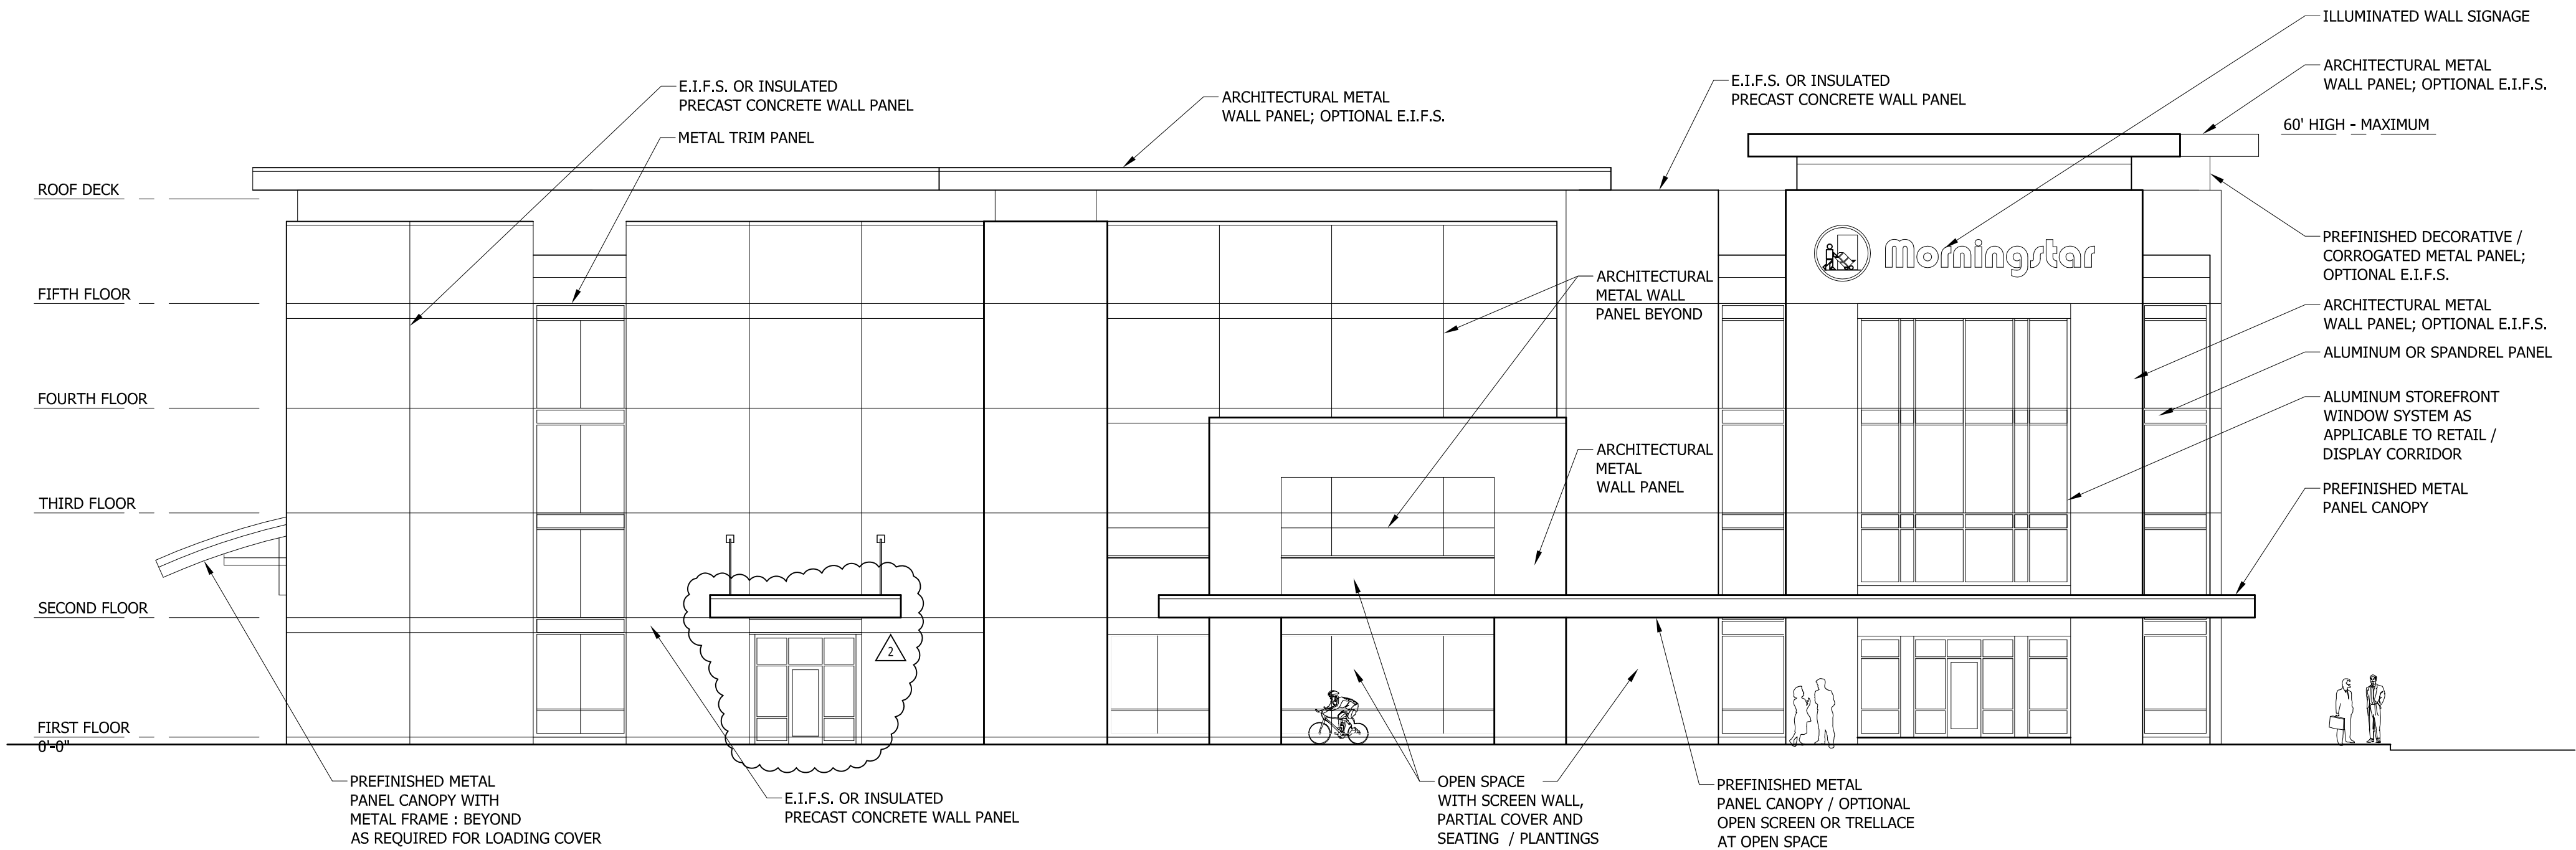 ILLUMINATED WALL SIGNAGE
ARCHITECTURAL METAL
WALL PANEL; OPTIONAL E.I.F.S.
60' HIGH - MAXIMUM
E.I.F.S. OR INSULATED
PRECAST CONCRETE WALL PANEL
METAL TRIM PANEL
ARCHITECTURAL METAL
WALL PANEL; OPTIONAL E.I.F.S.
E.I.F.S. OR INSULATED
PRECAST CONCRETE WALL PANEL
ROOF DECK
FIFTH FLOOR
FOURTH FLOOR
THIRD FLOOR
SECOND FLOOR
FIRST FLOOR
0'-0"
Morningstar
ARCHITECTURAL
METAL WALL
PANEL BEYOND
ARCHITECTURAL
METAL
WALL PANEL
PREFINISHED DECORATIVE /
CORROGATED METAL PANEL;
OPTIONAL E.I.F.S.
ARCHITECTURAL METAL
WALL PANEL; OPTIONAL E.I.F.S.
ALUMINUM OR SPANDREL PANEL
ALUMINUM STOREFRONT
WINDOW SYSTEM AS
APPLICABLE TO RETAIL /
DISPLAY CORRIDOR
PREFINISHED METAL
PANEL CANOPY
2
PREFINISHED METAL
PANEL CANOPY WITH
METAL FRAME : BEYOND
AS REQUIRED FOR LOADING COVER
E.I.F.S. OR INSULATED
PRECAST CONCRETE WALL PANEL
OPEN SPACE
WITH SCREEN WALL,
PARTIAL COVER AND
SEATING / PLANTINGS
PREFINISHED METAL
PANEL CANOPY / OPTIONAL
OPEN SCREEN OR TRELLACE
AT OPEN SPACE